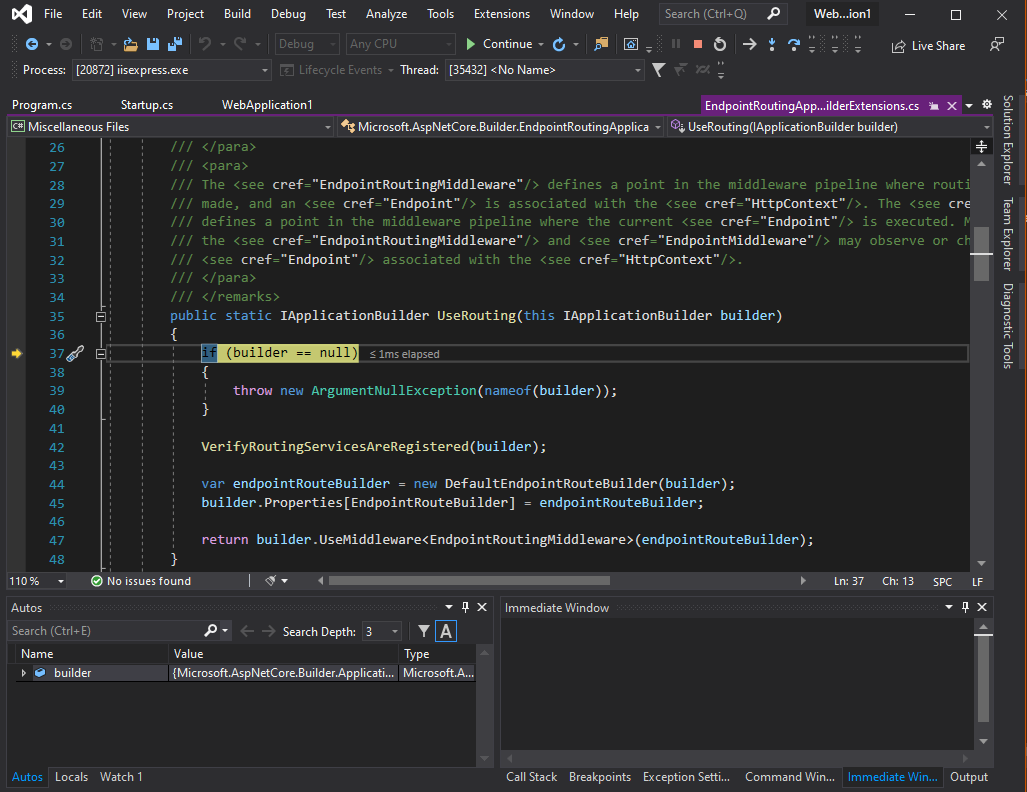 File Edit View Project Build Debug Test Analyze Tools Extensions Window Help Search (Ctrl+Q) Web...ion1
Debug Any CPU Continue Live Share
Process: [20872] iisexpress.exe Lifecycle Events Thread: [35432] <No Name>
Program.cs Startup.cs WebApplication1 EndpointRoutingApp...ilderExtensions.cs
C# Miscellaneous Files Microsoft.AspNetCore.Builder.EndpointRoutingApplica UseRouting(IApplicationBuilder builder)
26 /// </para>
27 /// <para>
28 /// The <see cref="EndpointRoutingMiddleware"/> defines a point in the middleware pipeline where routi
29 /// made, and an <see cref="Endpoint"/> is associated with the <see cref="HttpContext"/>. The <see cre
30 /// defines a point in the middleware pipeline where the current <see cref="Endpoint"/> is executed. M
31 /// the <see cref="EndpointRoutingMiddleware"/> and <see cref="EndpointMiddleware"/> may observe or ch
32 /// <see cref="Endpoint"/> associated with the <see cref="HttpContext"/>.
33 /// </para>
34 /// </remarks>
35 public static IApplicationBuilder UseRouting(this IApplicationBuilder builder)
36 {
37 if (builder == null) ≤ 1ms elapsed
38 {
39 throw new ArgumentNullException(nameof(builder));
40 }
41
42 VerifyRoutingServicesAreRegistered(builder);
43
44 var endpointRouteBuilder = new DefaultEndpointRouteBuilder(builder);
45 builder.Properties[EndpointRouteBuilder] = endpointRouteBuilder;
46
47 return builder.UseMiddleware<EndpointRoutingMiddleware>(endpointRouteBuilder);
48 }
Solution Explorer
Team Explorer
Diagnostic Tools
110 % No issues found Ln: 37 Ch: 13 SPC LF
Autos
Search (Ctrl+E) Search Depth: 3 A
Name Value Type
builder {Microsoft.AspNetCore.Builder.Applicati... Microsoft.A...
Autos Locals Watch 1
Immediate Window
Call Stack Breakpoints Exception Setti... Command Win... Immediate Win... Output